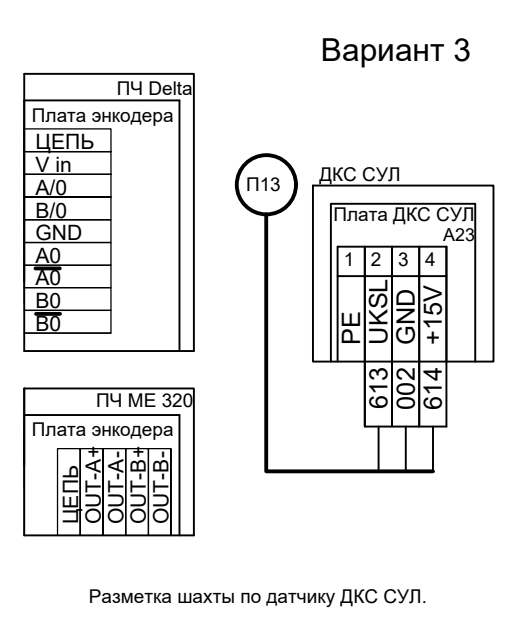 Вариант 3
ПЧ Delta
Плата энкодера
ЦЕПЬ
V in
A/0
B/0
GND
A0
A0
B0
B0
П13
ДКС СУЛ
Плата ДКС СУЛ
A23
1 2 3 4
PE
UKSL
GND
+15V
613
002
614
ПЧ ME 320
Плата энкодера
ЦЕПЬ
OUT-A+
OUT-A-
OUT-B+
OUT-B-
Разметка шахты по датчику ДКС СУЛ.